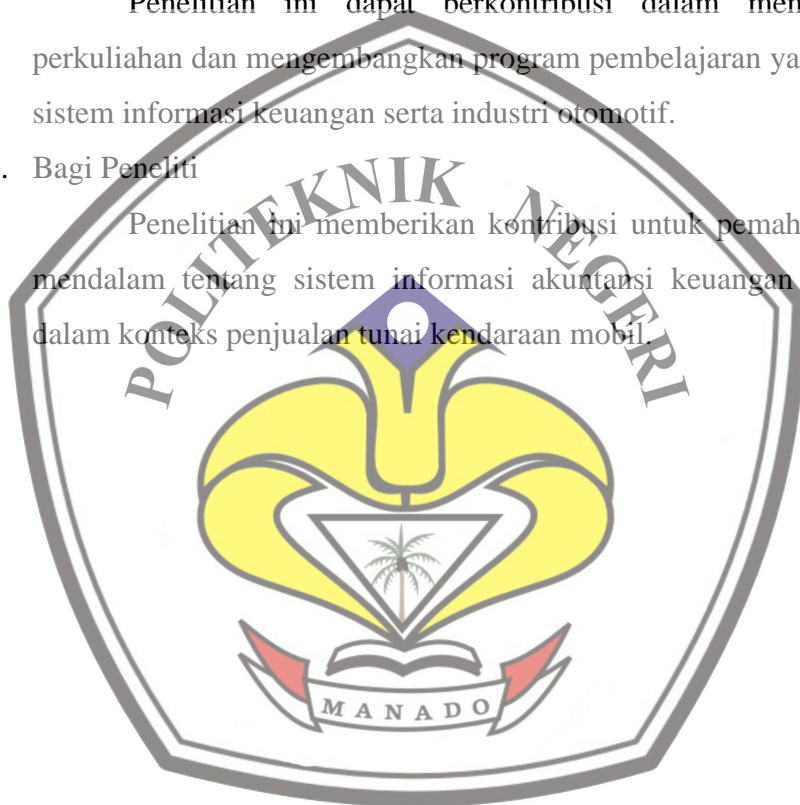 Penelitian ini dapat berkontribusi dalam men
perkuliahan dan mengembangkan program pembelajaran ya
sistem informasi keuangan serta industri otomotif.
. Bagi Peneliti
Penelitian ini memberikan kontribusi untuk pemah
mendalam tentang sistem informasi akuntansi keuangan
dalam konteks penjualan tunai kendaraan mobil.
POLITEKNIK NEGERI
MANADO